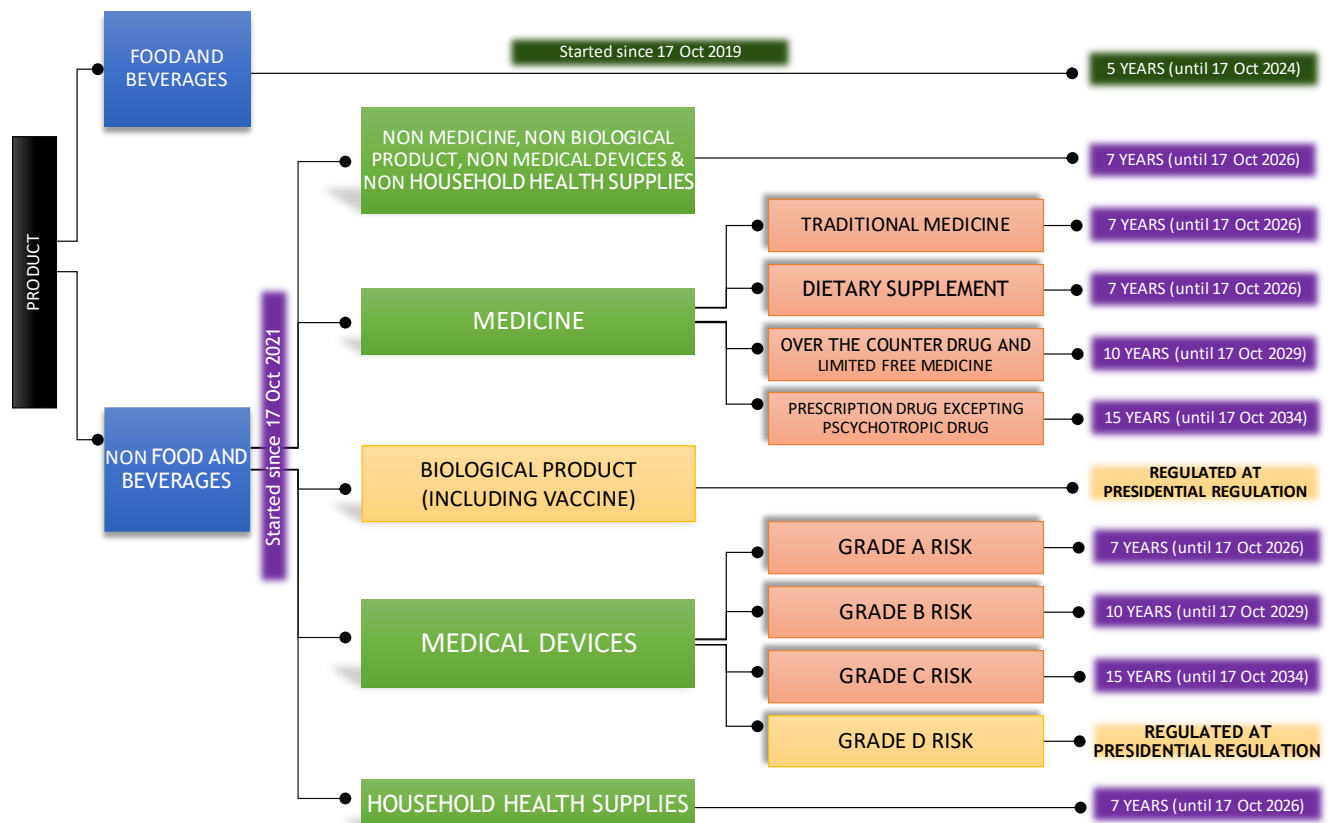 PRODUCT
FOOD AND
BEVERAGES
Started since 17 Oct 2019
5 YEARS (until 17 Oct 2024)
NON FOOD AND
BEVERAGES
Started since 17 Oct 2021
NON MEDICINE, NON BIOLOGICAL
PRODUCT, NON MEDICAL DEVICES &
NON HOUSEHOLD HEALTH SUPPLIES
7 YEARS (until 17 Oct 2026)
MEDICINE
TRADITIONAL MEDICINE
7 YEARS (until 17 Oct 2026)
DIETARY SUPPLEMENT
7 YEARS (until 17 Oct 2026)
OVER THE COUNTER DRUG AND
LIMITED FREE MEDICINE
10 YEARS (until 17 Oct 2029)
PRESCRIPTION DRUG EXCEPTING
PSCYCHOTROPIC DRUG
15 YEARS (until 17 Oct 2034)
BIOLOGICAL PRODUCT
(INCLUDING VACCINE)
REGULATED AT
PRESIDENTIAL REGULATION
MEDICAL DEVICES
GRADE A RISK
7 YEARS (until 17 Oct 2026)
GRADE B RISK
10 YEARS (until 17 Oct 2029)
GRADE C RISK
15 YEARS (until 17 Oct 2034)
GRADE D RISK
REGULATED AT
PRESIDENTIAL REGULATION
HOUSEHOLD HEALTH SUPPLIES
7 YEARS (until 17 Oct 2026)